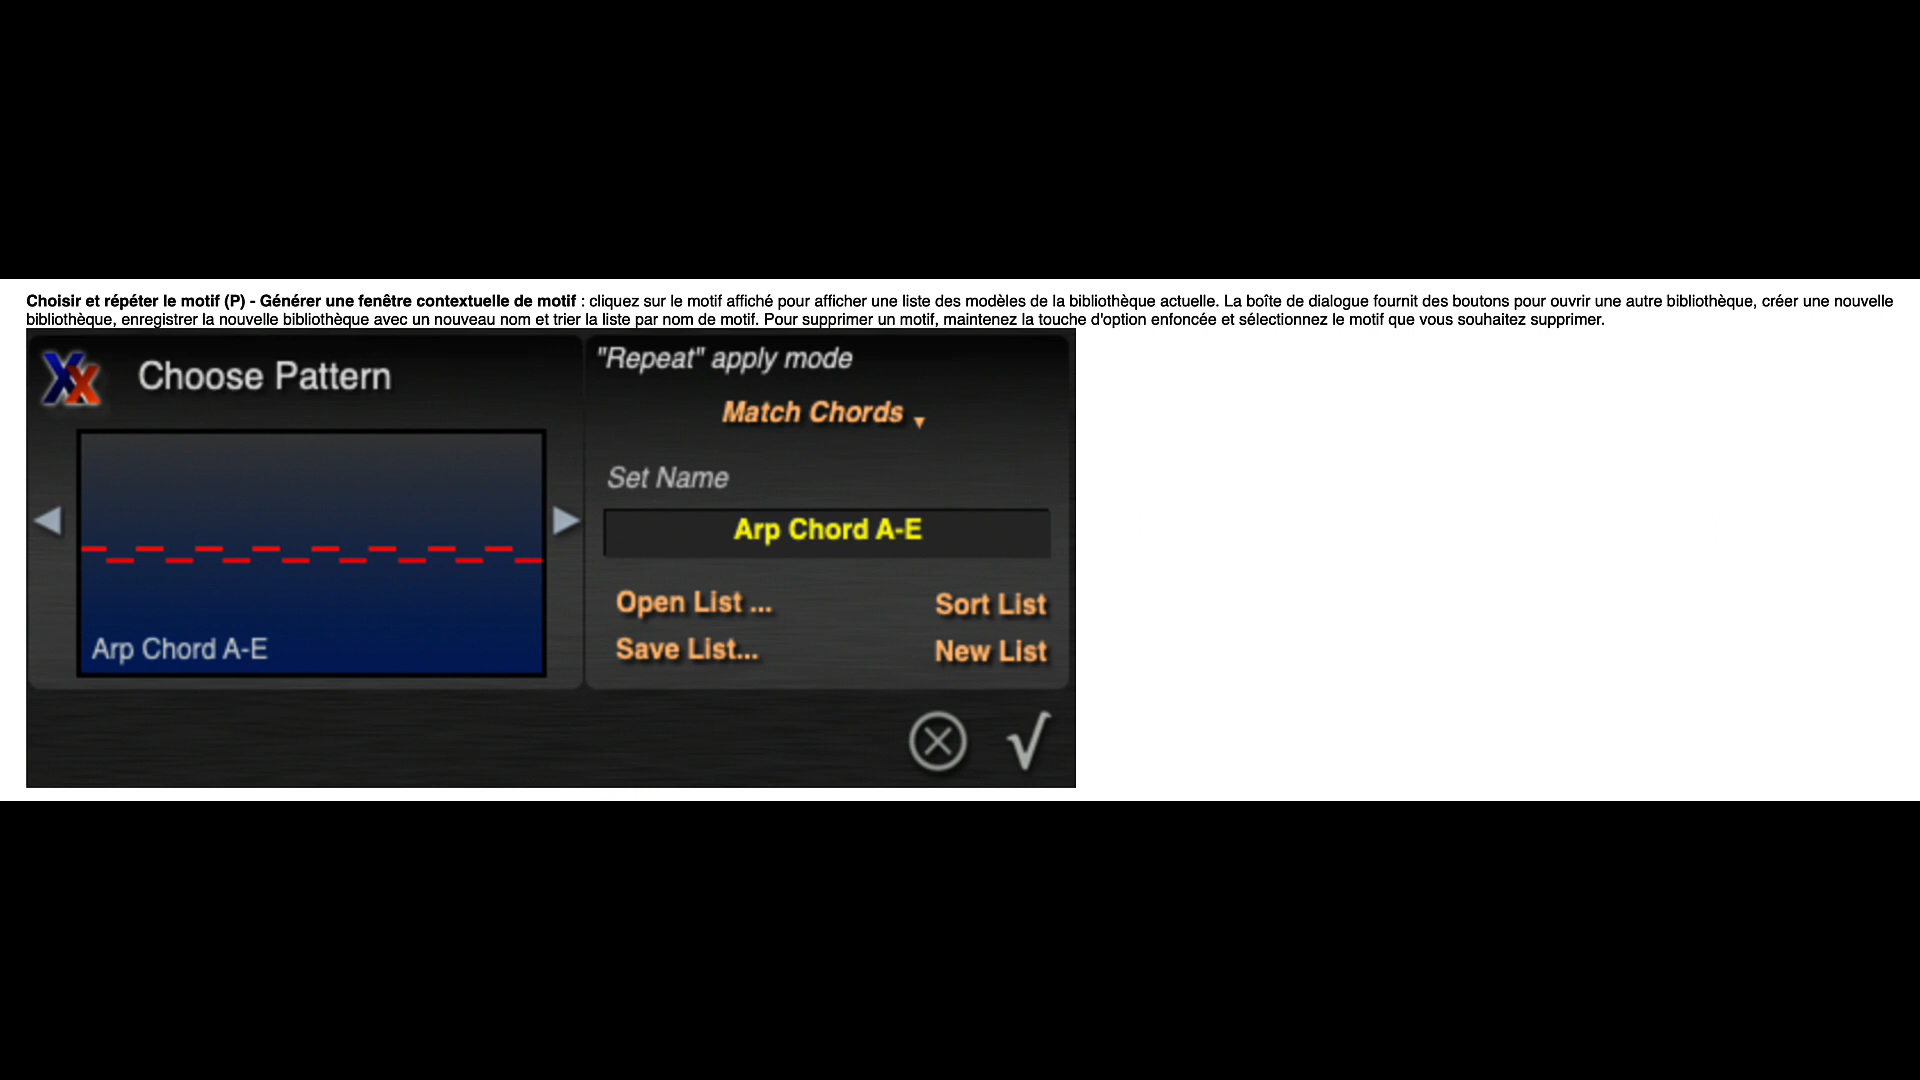 Choisir et répéter le motif (P) - Générer une fenêtre contextuelle de motif : cliquez sur le motif affiché pour afficher une liste des modèles de la bibliothèque actuelle. La boîte de dialogue fournit des boutons pour ouvrir une autre bibliothèque, créer une nouvelle
bibliothèque, enregistrer la nouvelle bibliothèque avec un nouveau nom et trier la liste par nom de motif. Pour supprimer un motif, maintenez la touche d'option enfoncée et sélectionnez le motif que vous souhaitez supprimer.
Xx Choose Pattern
Arp Chord A-E
"Repeat" apply mode
Match Chords
Set Name
Arp Chord A-E
Open List ... Sort List
Save List... New List